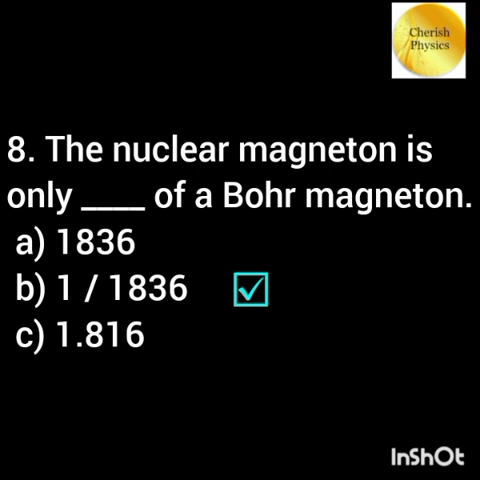 Cherish
Physics
8. The nuclear magneton is
only ____ of a Bohr magneton.
a) 1836
b) 1 / 1836 ☑
c) 1.816
InShOt